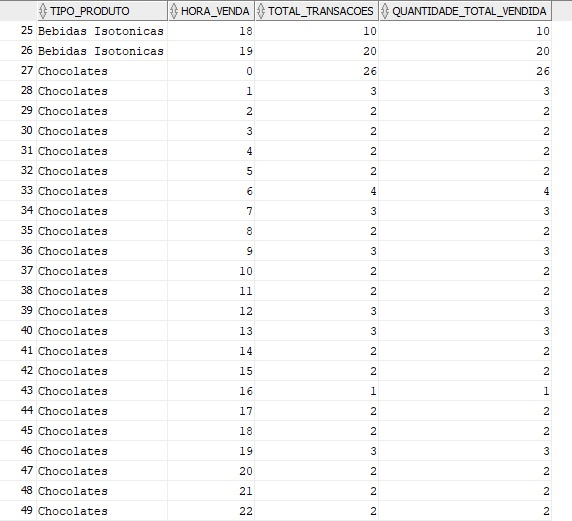 TIPO_PRODUTO HORA_VENDA TOTAL_TRANSACOES QUANTIDADE_TOTAL_VENDIDA
25 Bebidas Isotonicas 18 10 10
26 Bebidas Isotonicas 19 20 20
27 Chocolates 0 26 26
28 Chocolates 1 3 3
29 Chocolates 2 2 2
30 Chocolates 3 2 2
31 Chocolates 4 2 2
32 Chocolates 5 2 2
33 Chocolates 6 4 4
34 Chocolates 7 3 3
35 Chocolates 8 2 2
36 Chocolates 9 3 3
37 Chocolates 10 2 2
38 Chocolates 11 2 2
39 Chocolates 12 3 3
40 Chocolates 13 3 3
41 Chocolates 14 2 2
42 Chocolates 15 2 2
43 Chocolates 16 1 1
44 Chocolates 17 2 2
45 Chocolates 18 2 2
46 Chocolates 19 3 3
47 Chocolates 20 2 2
48 Chocolates 21 2 2
49 Chocolates 22 2 2